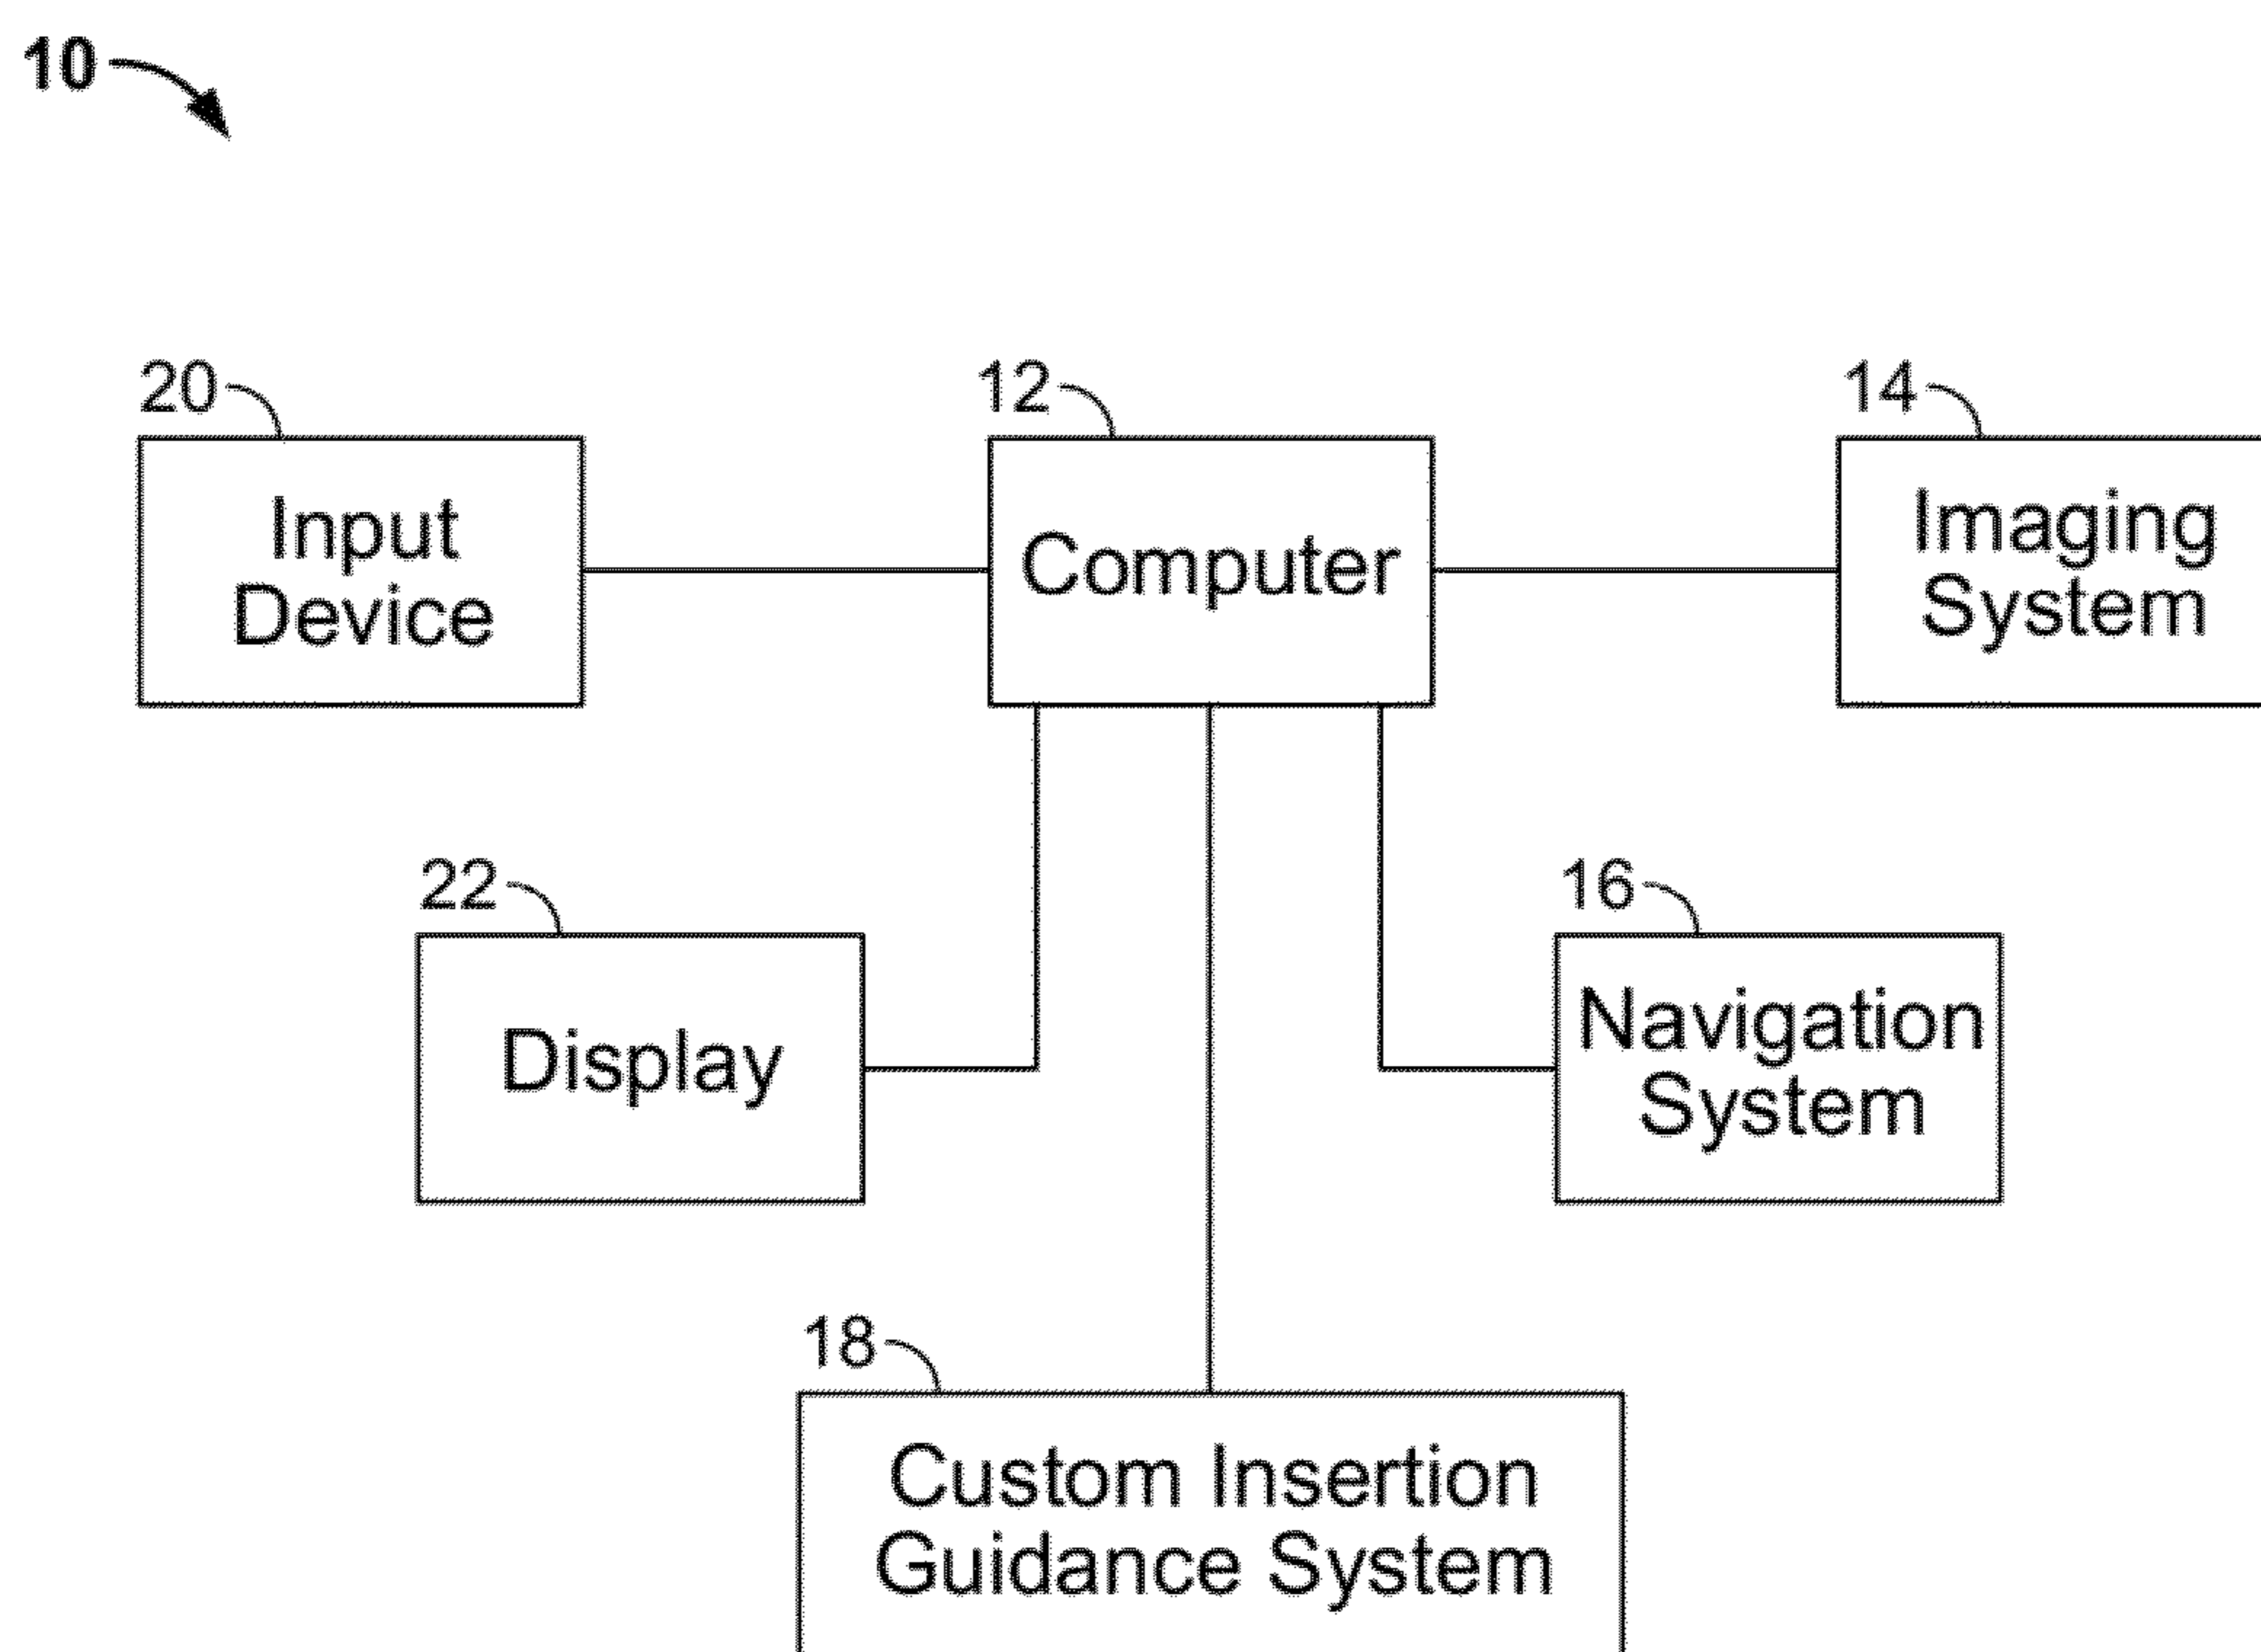 10
20
12
14
Input
Device
Computer
Imaging
System
22
16
Display
Navigation
System
18
Custom Insertion
Guidance System